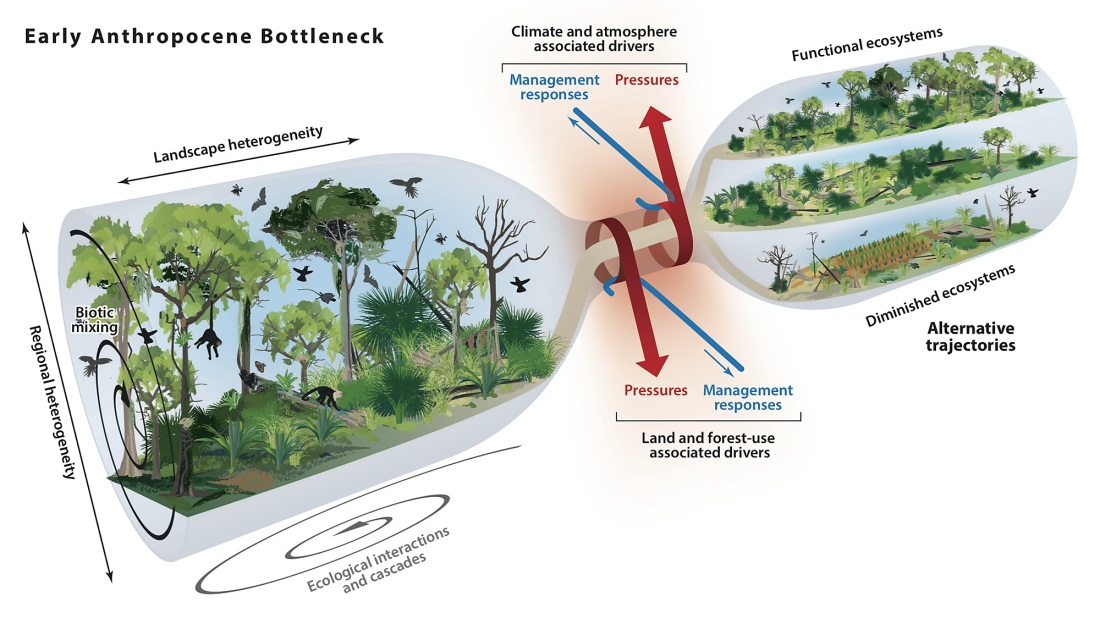 Early Anthropocene Bottleneck
Climate and atmosphere
associated drivers
Management
responses
Pressures
Functional ecosystems
Landscape heterogeneity
Regional heterogeneity
Biotic
mixing
Diminished ecosystems
Alternative
trajectories
Pressures
Management
responses
Land and forest-use
associated drivers
Ecological interactions
and cascades